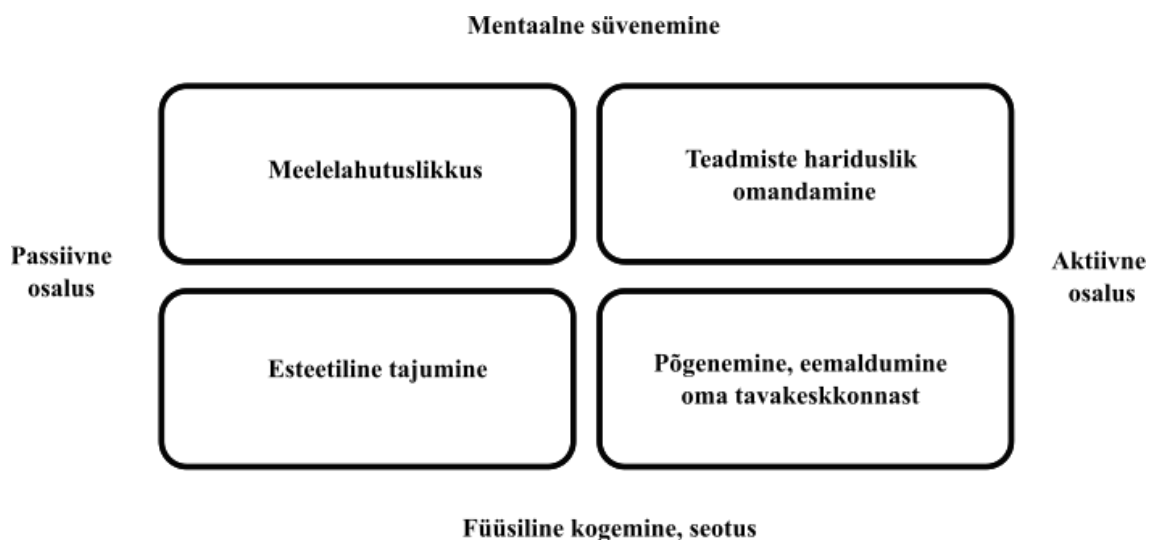 Mentaalne süvenemine
Meelelahutuslikkus
Teadmiste hariduslik
omandamine
Passiivne
osalus
Aktiivne
osalus
Esteetiline tajumine
Põgenemine, eemaldumine
oma tavakeskkonnast
Füüsiline kogemine, seotus